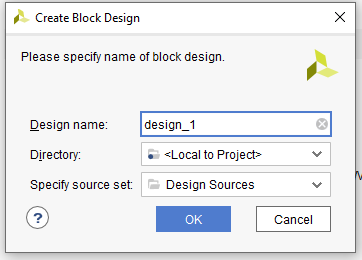 Create Block Design
Please specify name of block design.
Design name: design_1
Directory: <Local to Project>
Specify source set: Design Sources
? OK Cancel